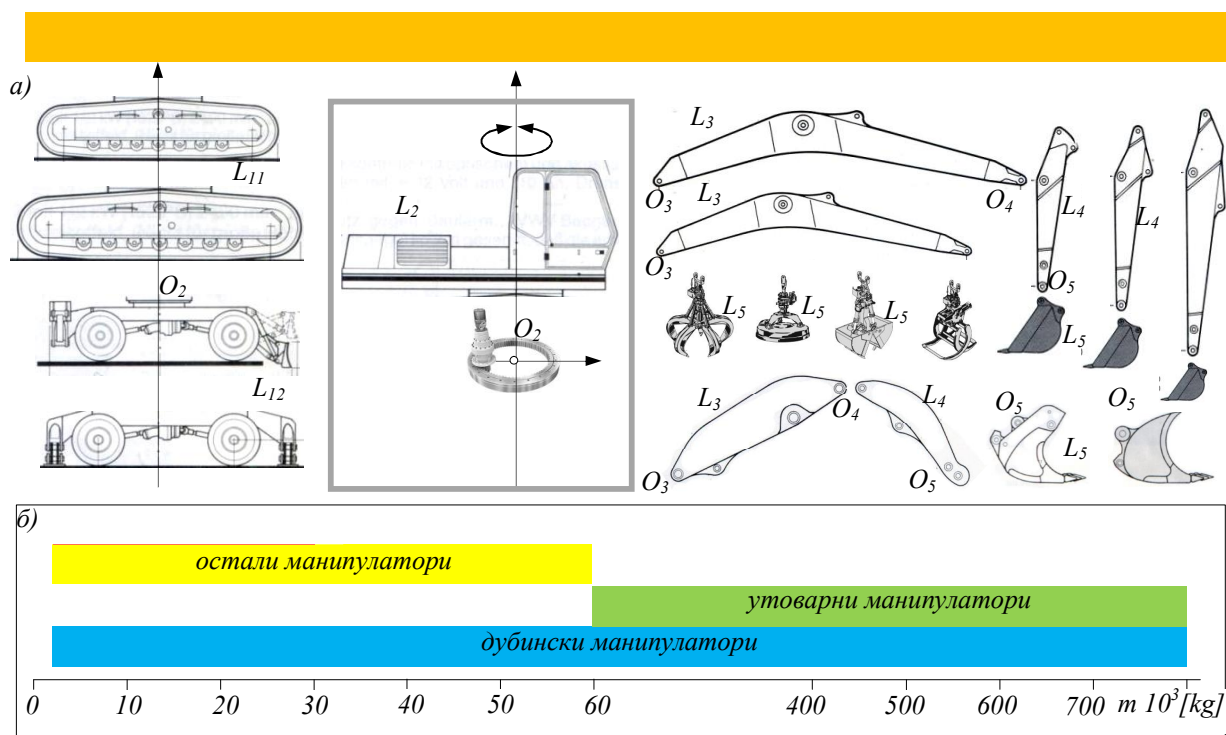 а)
L11
O2
L12
L2
O2
L3
L3
O3
O4
O3
L4
L4
O5
L5
L5
L5
L5
L3
O4
L4
O3
O5
O5
O5
L5
б)
остали манипулатори
утоварни манипулатори
дубински манипулатори
0 10 20 30 40 50 60 400 500 600 700 m 10³[kg]